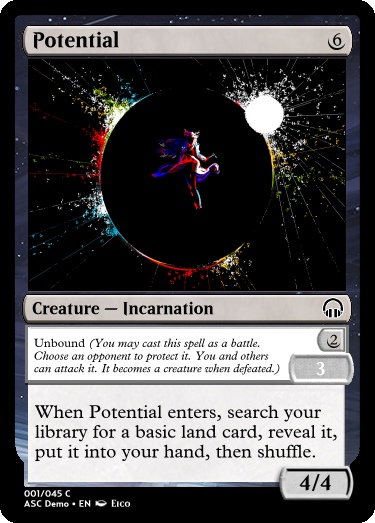 Potential 6
Creature — Incarnation
Unbound (You may cast this spell as a battle. 2
Choose an opponent to protect it. You and others
can attack it. It becomes a creature when defeated.) 3
When Potential enters, search your
library for a basic land card, reveal it,
put it into your hand, then shuffle.
4/4
001/045 C
ASC Demo • EN Eico